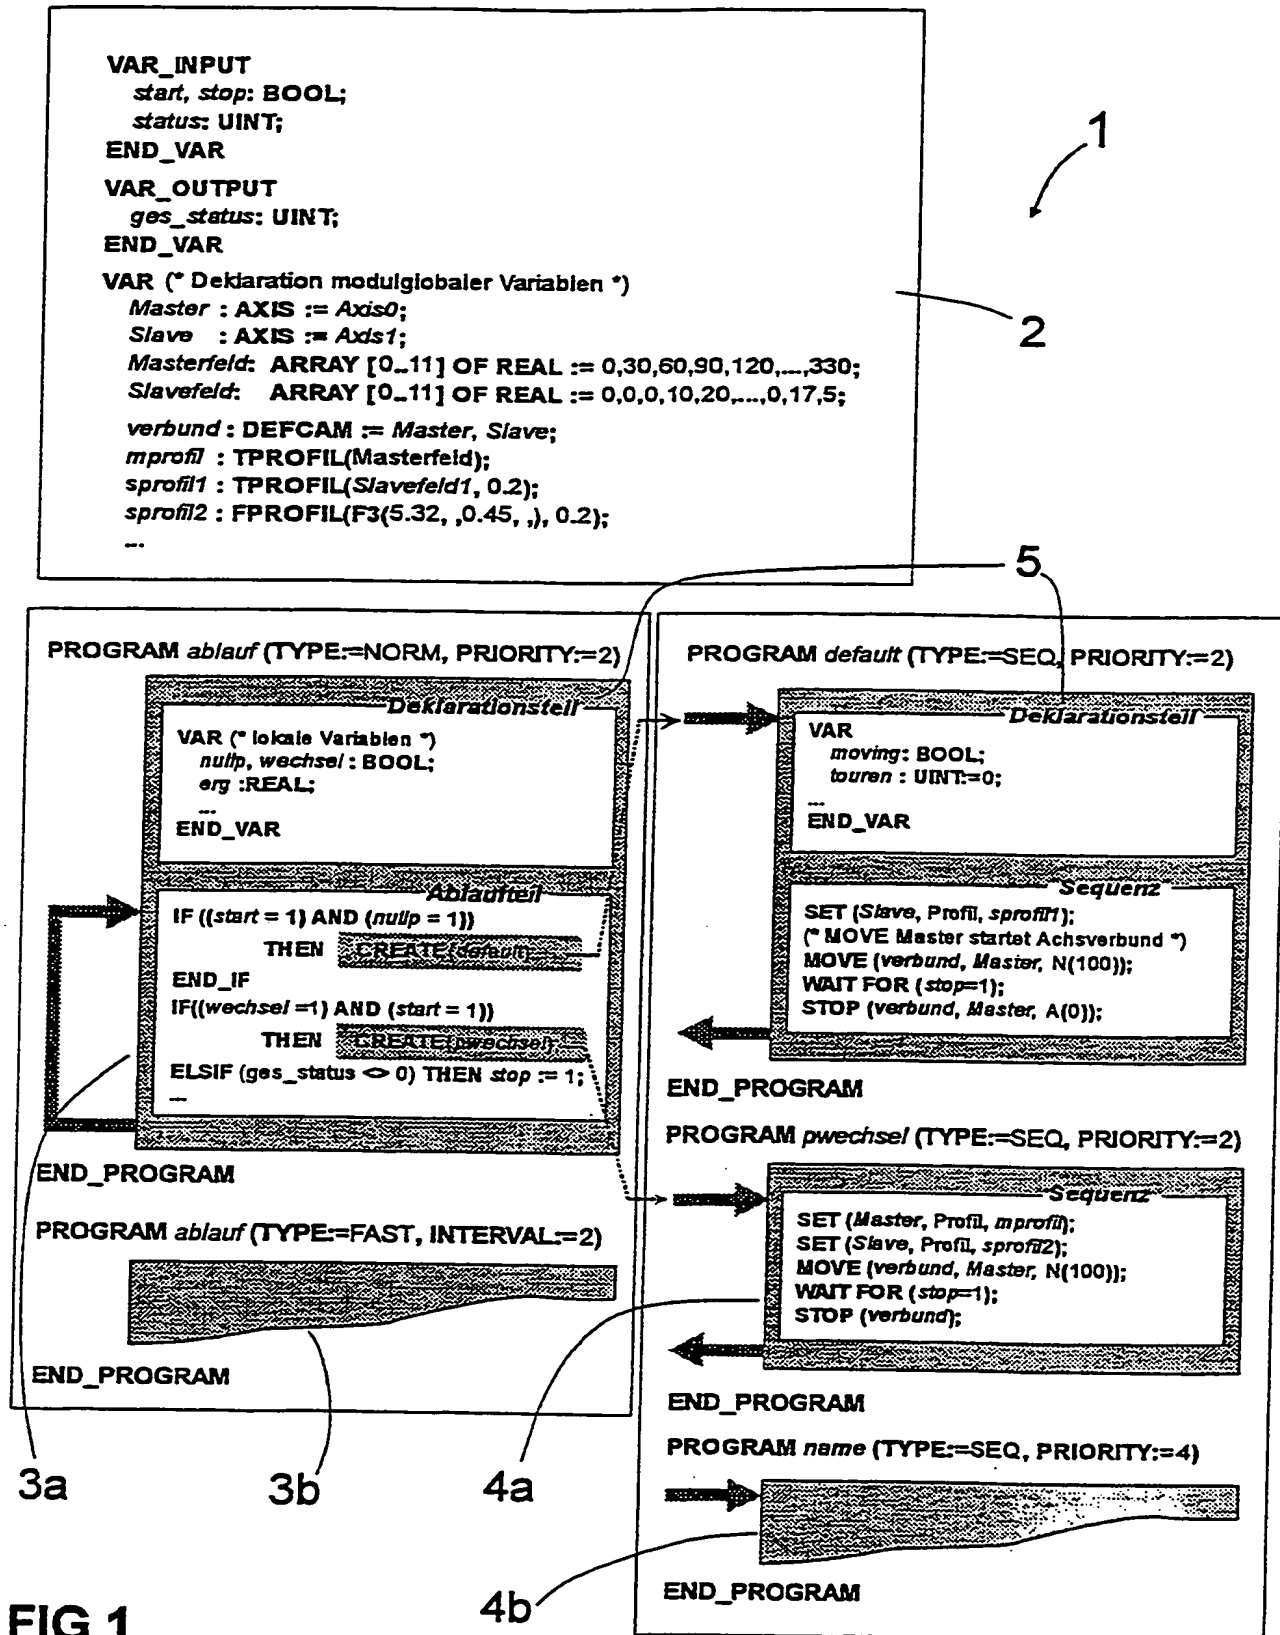 VAR_INPUT
start, stop: BOOL;
status: UINT;
END_VAR
VAR_OUTPUT
ges_status: UINT;
END_VAR
VAR (* Deklaration modulglobaler Variablen *)
Master : AXIS := Axis0;
Slave : AXIS := Axis1;
Masterfeld: ARRAY [0..11] OF REAL := 0,30,60,90,120,...,330;
Slavefeld: ARRAY [0..11] OF REAL := 0,0,0,10,20,...,0,17,5;
verbund : DEFCAM := Master, Slave;
mprofil : TPROFIL(Masterfeld);
sprofil1 : TPROFIL(Slavefeld1, 0.2);
sprofil2 : FPROFIL(F3(5.32, ,0.45, ,), 0.2);
...
1
2
5
PROGRAM ablauf (TYPE:=NORM, PRIORITY:=2)
Deklarationsteil
VAR (* lokale Variablen *)
nullp, wechsel : BOOL;
erg :REAL;
...
END_VAR
Ablaufteil
IF ((start = 1) AND (nullp = 1))
THEN CREATE(default)
END_IF
IF((wechsel =1) AND (start = 1))
THEN CREATE(pwechsel);
ELSIF (ges_status <> 0) THEN stop := 1;
...
END_PROGRAM
PROGRAM ablauf (TYPE:=FAST, INTERVAL:=2)
END_PROGRAM
3a
3b
PROGRAM default (TYPE:=SEQ, PRIORITY:=2)
Deklarationsteil
VAR
moving: BOOL;
touren : UINT:=0;
...
END_VAR
Sequenz
SET (Slave, Profil, sprofil1);
(* MOVE Master startet Achsverbund *)
MOVE (verbund, Master, N(100));
WAIT FOR (stop=1);
STOP (verbund, Master, A(0));
END_PROGRAM
PROGRAM pwechsel (TYPE:=SEQ, PRIORITY:=2)
Sequenz
SET (Master, Profil, mprofil);
SET (Slave, Profil, sprofil2);
MOVE (verbund, Master, N(100));
WAIT FOR (stop=1);
STOP (verbund);
END_PROGRAM
PROGRAM name (TYPE:=SEQ, PRIORITY:=4)
END_PROGRAM
4a
4b
FIG 1